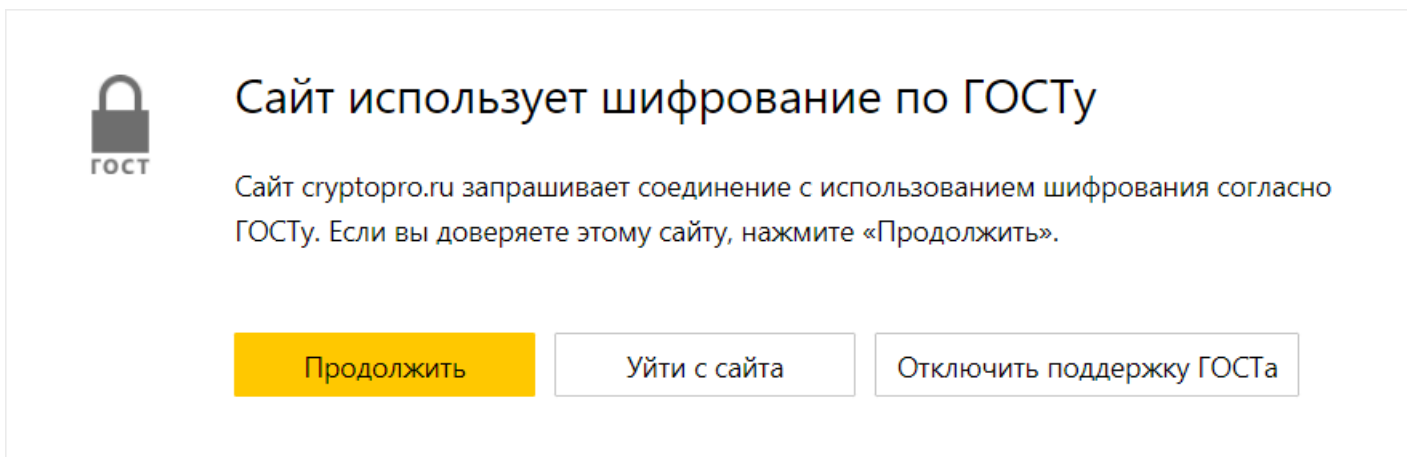 Сайт использует шифрование по ГОСТу
ГОСТ
Сайт cryptopro.ru запрашивает соединение с использованием шифрования согласно
ГОСТу. Если вы доверяете этому сайту, нажмите «Продолжить».
Продолжить
Уйти с сайта
Отключить поддержку ГОСТа